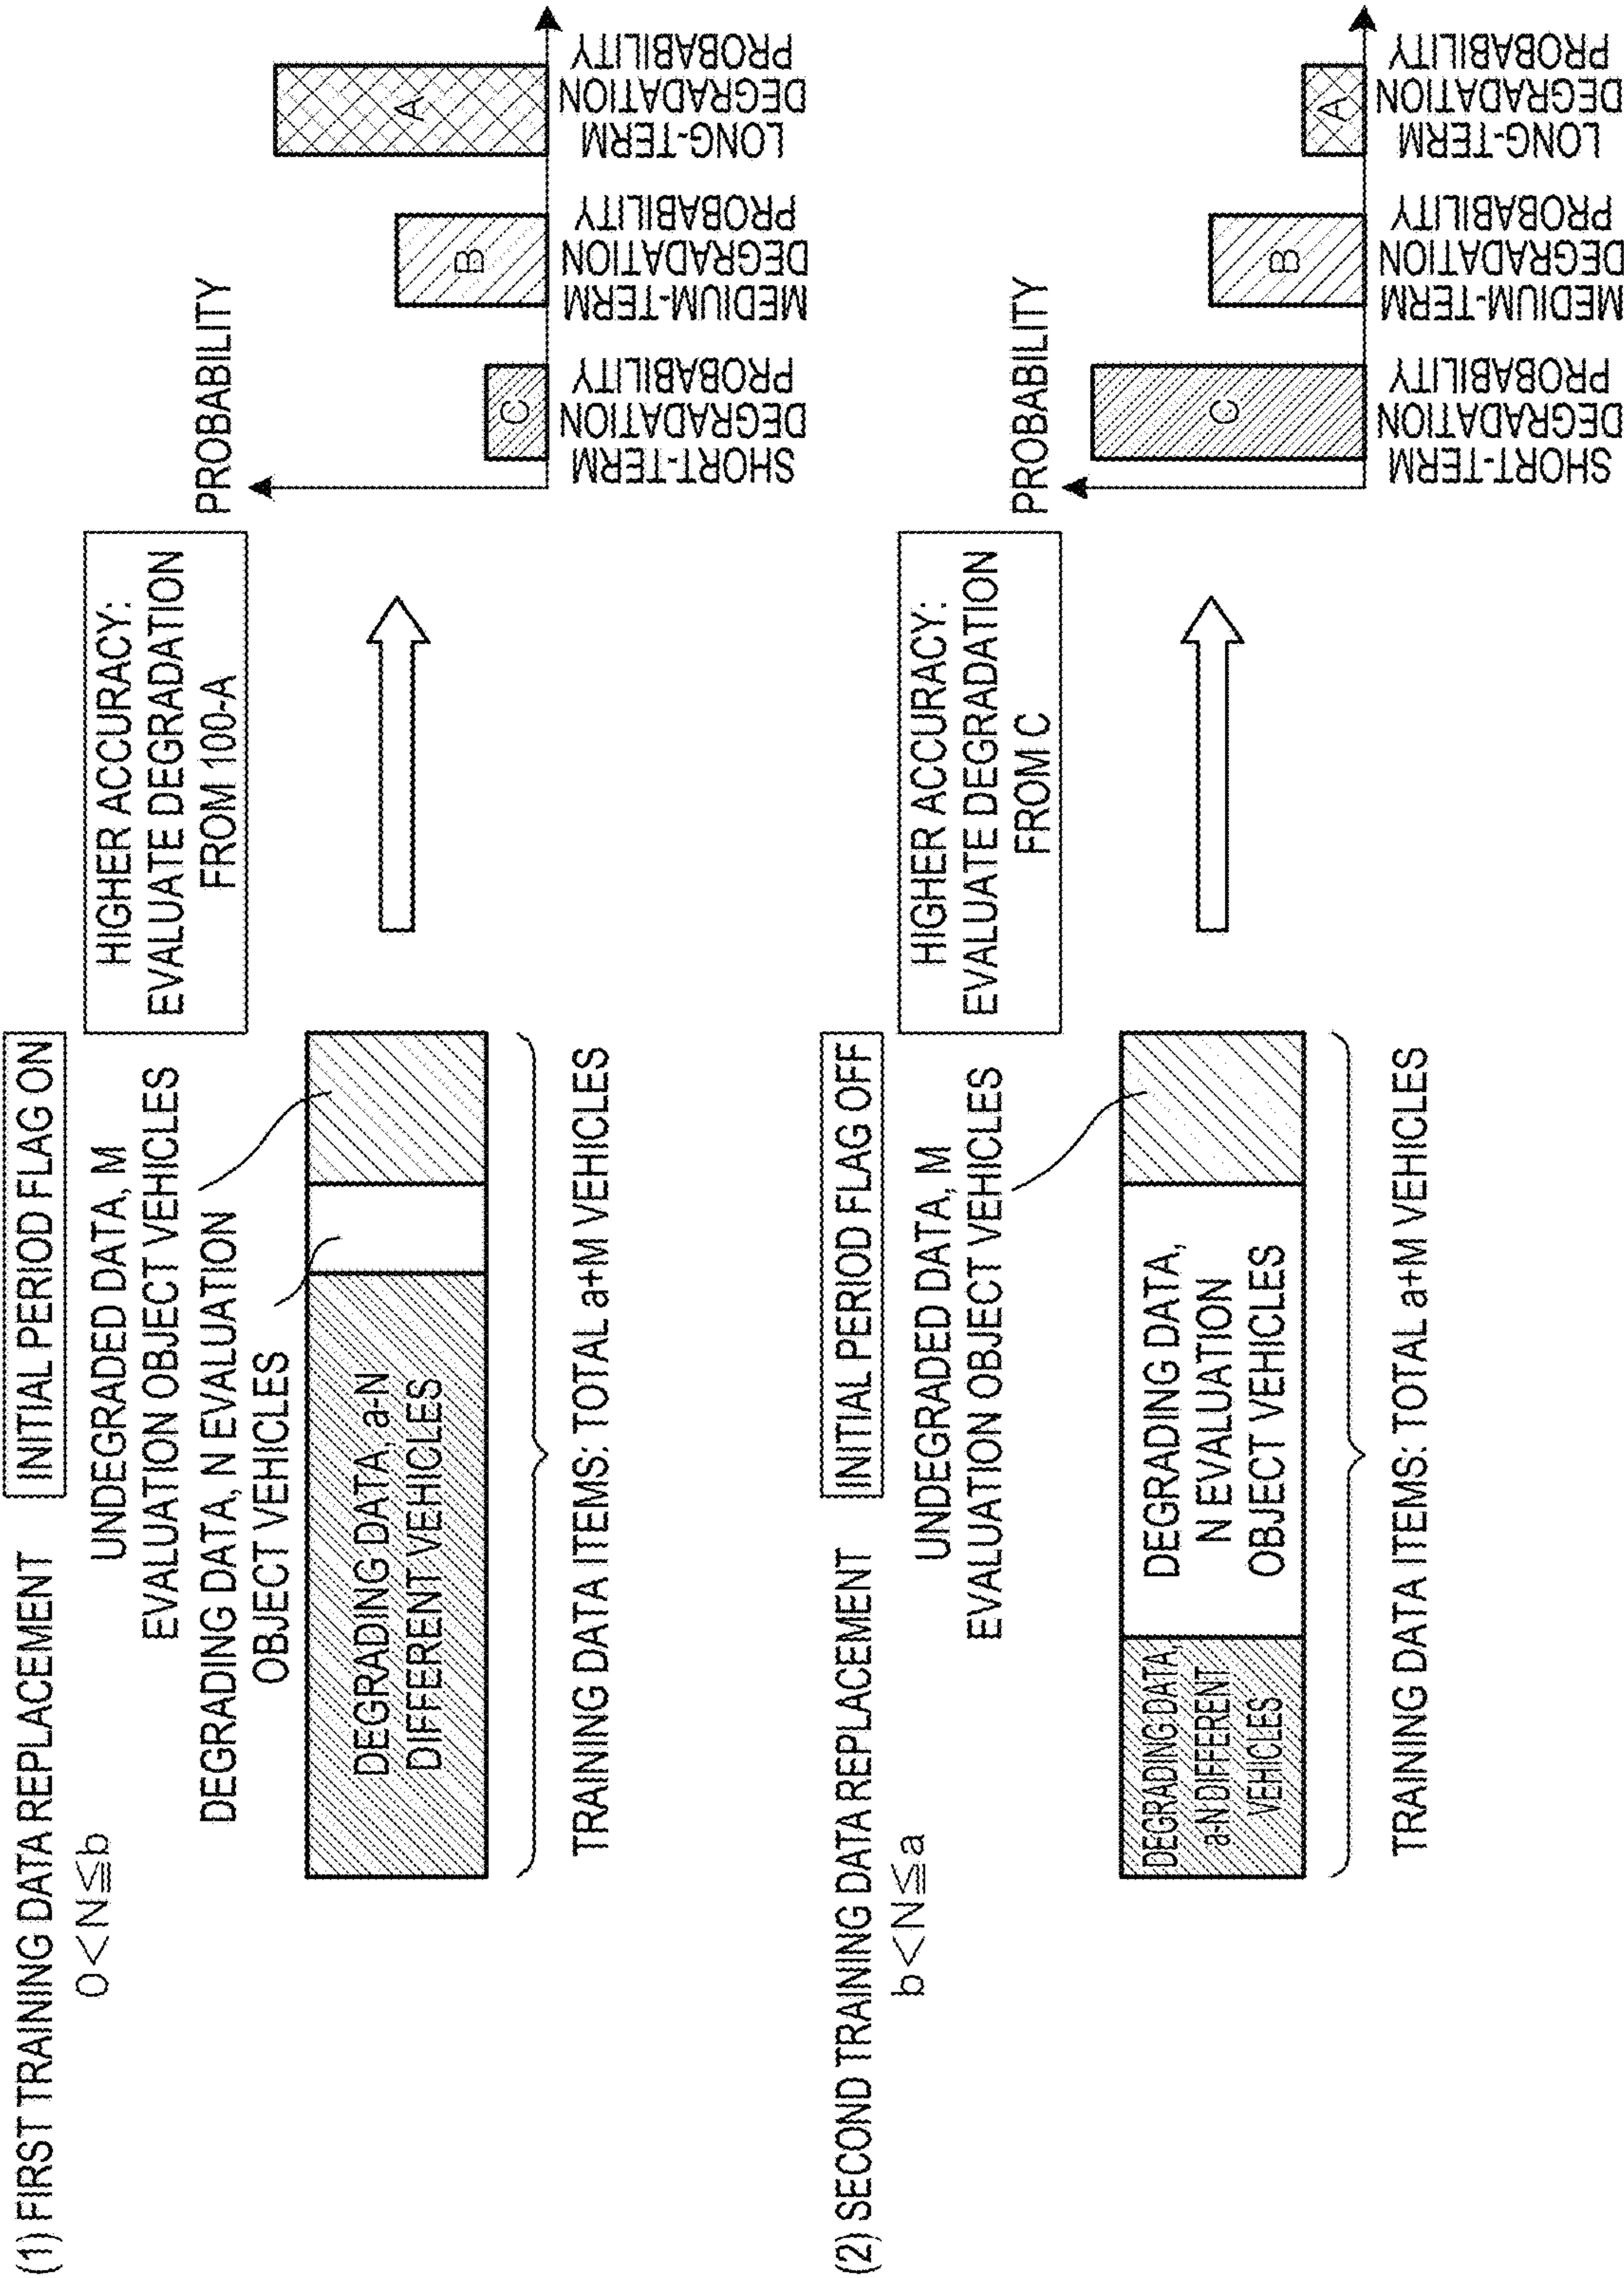 (1) FIRST TRAINING DATA REPLACEMENT
0<N≦b
INITIAL PERIOD FLAG ON
UNDEGRADED DATA, M
EVALUATION OBJECT VEHICLES
DEGRADING DATA, N EVALUATION
OBJECT VEHICLES
DEGRADING DATA, a-N
DIFFERENT VEHICLES
TRAINING DATA ITEMS: TOTAL a+M VEHICLES
HIGHER ACCURACY:
EVALUATE DEGRADATION
FROM 100-A
PROBABILITY
C
B
A
SHORT-TERM
DEGRADATION
PROBABILITY
MEDIUM-TERM
DEGRADATION
PROBABILITY
LONG-TERM
DEGRADATION
PROBABILITY
(2) SECOND TRAINING DATA REPLACEMENT
b<N≦a
INITIAL PERIOD FLAG OFF
UNDEGRADED DATA, M
EVALUATION OBJECT VEHICLES
DEGRADING DATA,
a-N DIFFERENT
VEHICLES
DEGRADING DATA,
N EVALUATION
OBJECT VEHICLES
TRAINING DATA ITEMS: TOTAL a+M VEHICLES
HIGHER ACCURACY:
EVALUATE DEGRADATION
FROM C
PROBABILITY
C
B
A
SHORT-TERM
DEGRADATION
PROBABILITY
MEDIUM-TERM
DEGRADATION
PROBABILITY
LONG-TERM
DEGRADATION
PROBABILITY